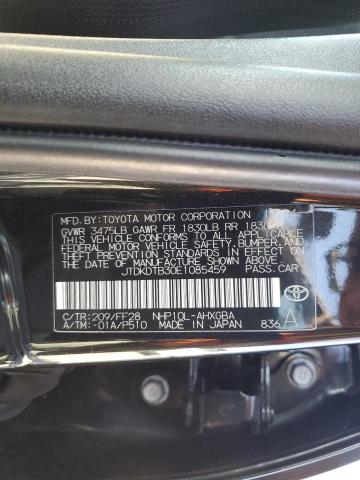 MFD.BY:TOYOTA MOTOR CORPORATION
GVWR 3475LB GAWR FR 1830LB RR 1830LB
THIS VEHICLE CONFORMS TO ALL APPLICABLE
FEDERAL MOTOR VEHICLE SAFETY,BUMPER,AND
THEFT PREVENTION STANDARDS IN EFFECT ON
THE DATE OF MANUFACTURE SHOWN ABOVE.
JTDKDTB30E1085459 PASS.CAR
C/TR:209/FF28 NHP10L-AHXGBA
A/TM:-01A/P510 MADE IN JAPAN 836 A